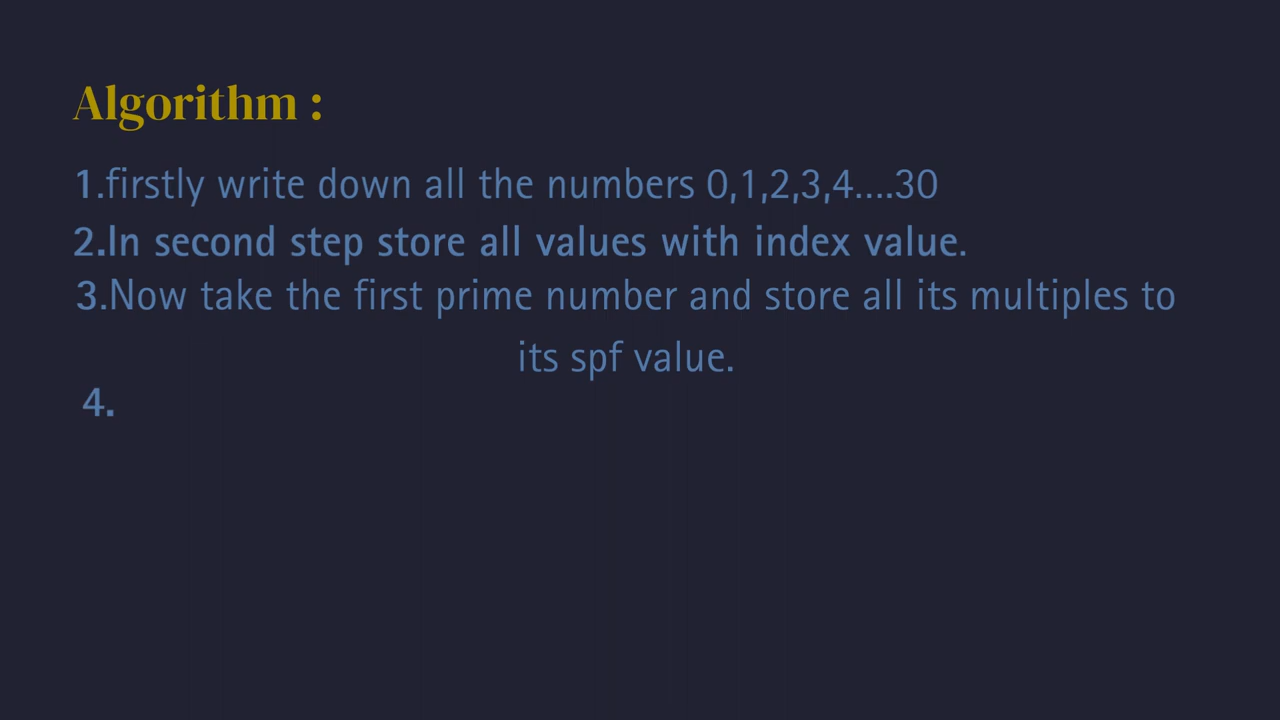 Algorithm :
1.firstly write down all the numbers 0,1,2,3,4....30
2.In second step store all values with index value.
3.Now take the first prime number and store all its multiples to
its spf value.
4.